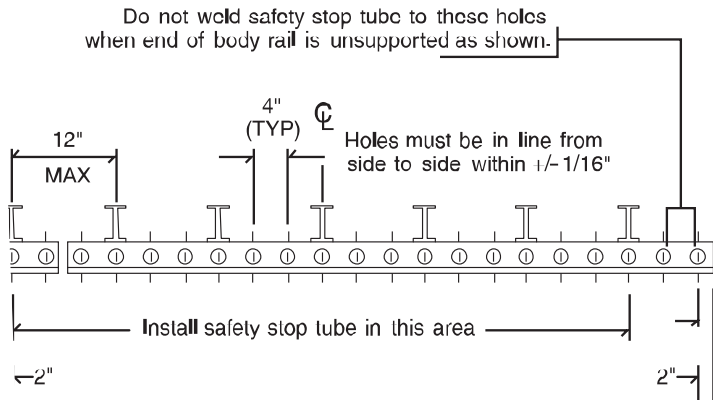 Do not weld safety stop tube to these holes
when end of body rail is unsupported as shown.
4"
(TYP)
℄
12"
MAX
Holes must be in line from
side to side within +/- 1/16"
Install safety stop tube in this area
2"
2"